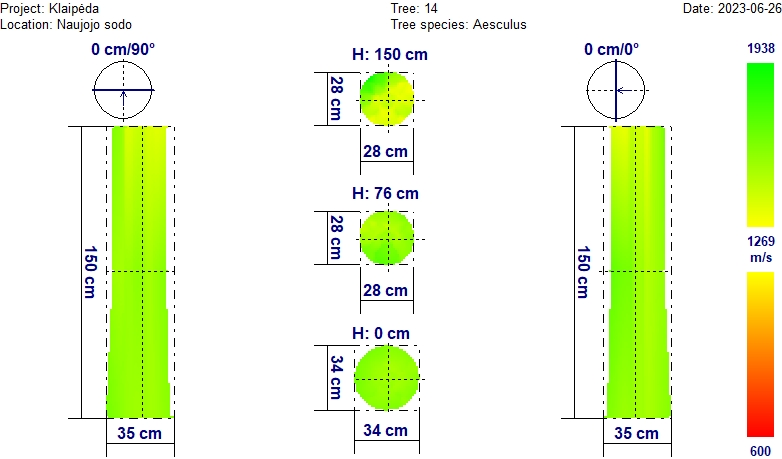 Project: Klaipėda
Tree: 14
Date: 2023-06-26
Location: Naujojo sodo
Tree species: Aesculus
0 cm/90°
H: 150 cm
0 cm/0°
1938
28 cm
28 cm
H: 76 cm
28 cm
28 cm
150 cm
150 cm
1269
m/s
H: 0 cm
34 cm
34 cm
35 cm
35 cm
600